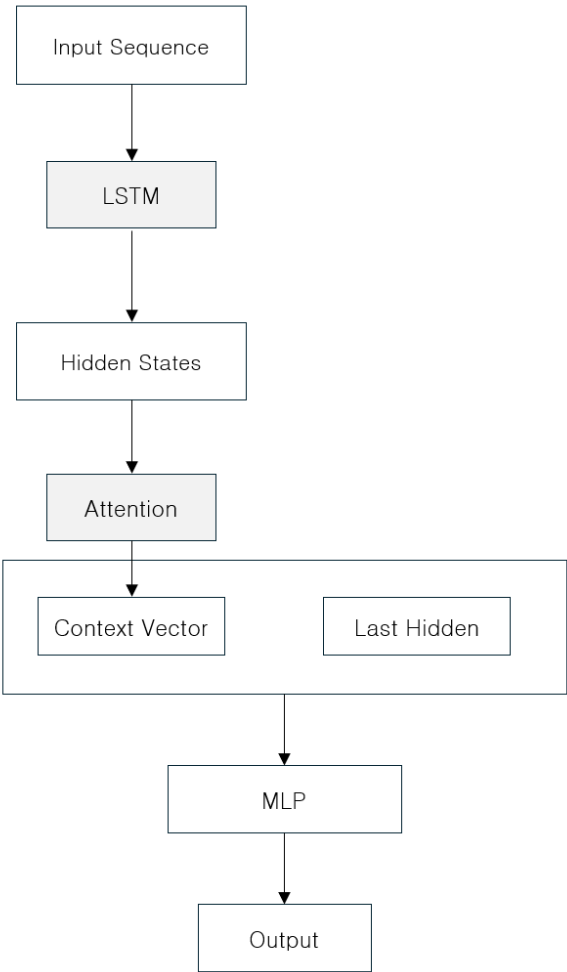 Input Sequence
LSTM
Hidden States
Attention
Context Vector
Last Hidden
MLP
Output